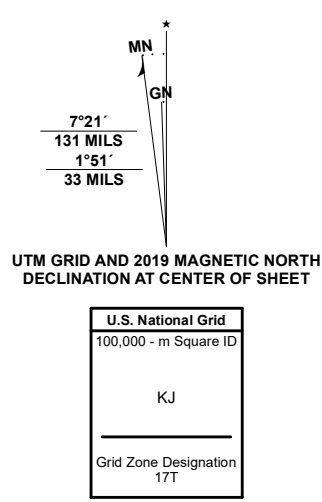 MN
GN
7°21´
131 MILS
1°51´
33 MILS
UTM GRID AND 2019 MAGNETIC NORTH
DECLINATION AT CENTER OF SHEET
U.S. National Grid
100,000 - m Square ID
KJ
Grid Zone Designation
17T